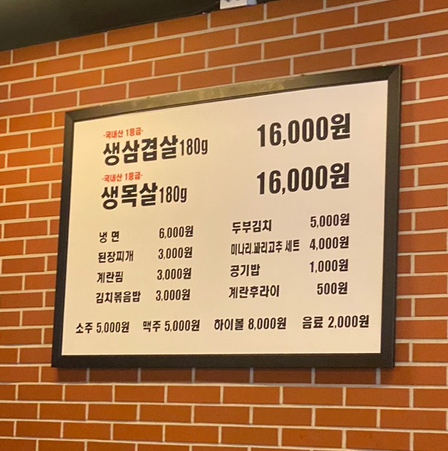 -국내산 1등급-
생삼겹살180g 16,000원
-국내산 1등급-
생목살180g 16,000원
냉면 6,000원 두부김치 5,000원
된장찌개 3,000원 미나리,꽈리고추 세트 4,000원
계란찜 3,000원 공기밥 1,000원
김치볶음밥 3,000원 계란후라이 500원
소주 5,000원 맥주 5,000원 하이볼 8,000원 음료 2,000원